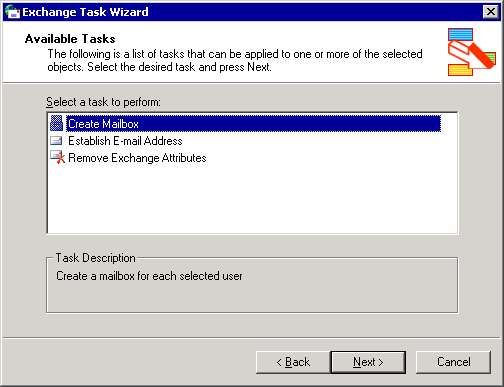 Exchange Task Wizard
Available Tasks
The following is a list of tasks that can be applied to one or more of the selected
objects. Select the desired task and press Next.
Select a task to perform:
Create Mailbox
Establish E-mail Address
Remove Exchange Attributes
Task Description
Create a mailbox for each selected user
< Back
Next >
Cancel